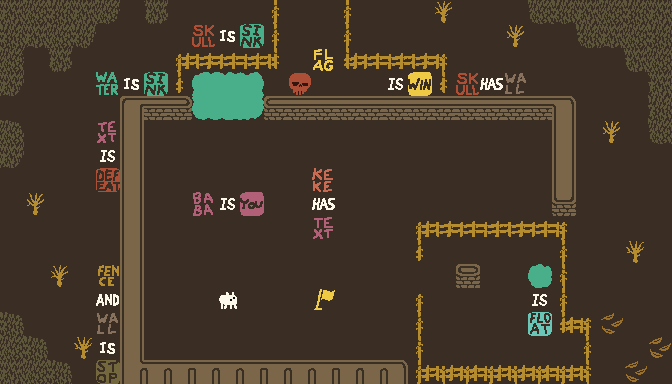 SKULL IS SINK
FLAG
WATER IS SINK
IS WIN
SKULL HAS WALL
TEXT
IS
DEFEAT
BABA IS YOU
KEKE
HAS
TEXT
FENCE
AND
WALL
IS
STOP
IS
FLOAT